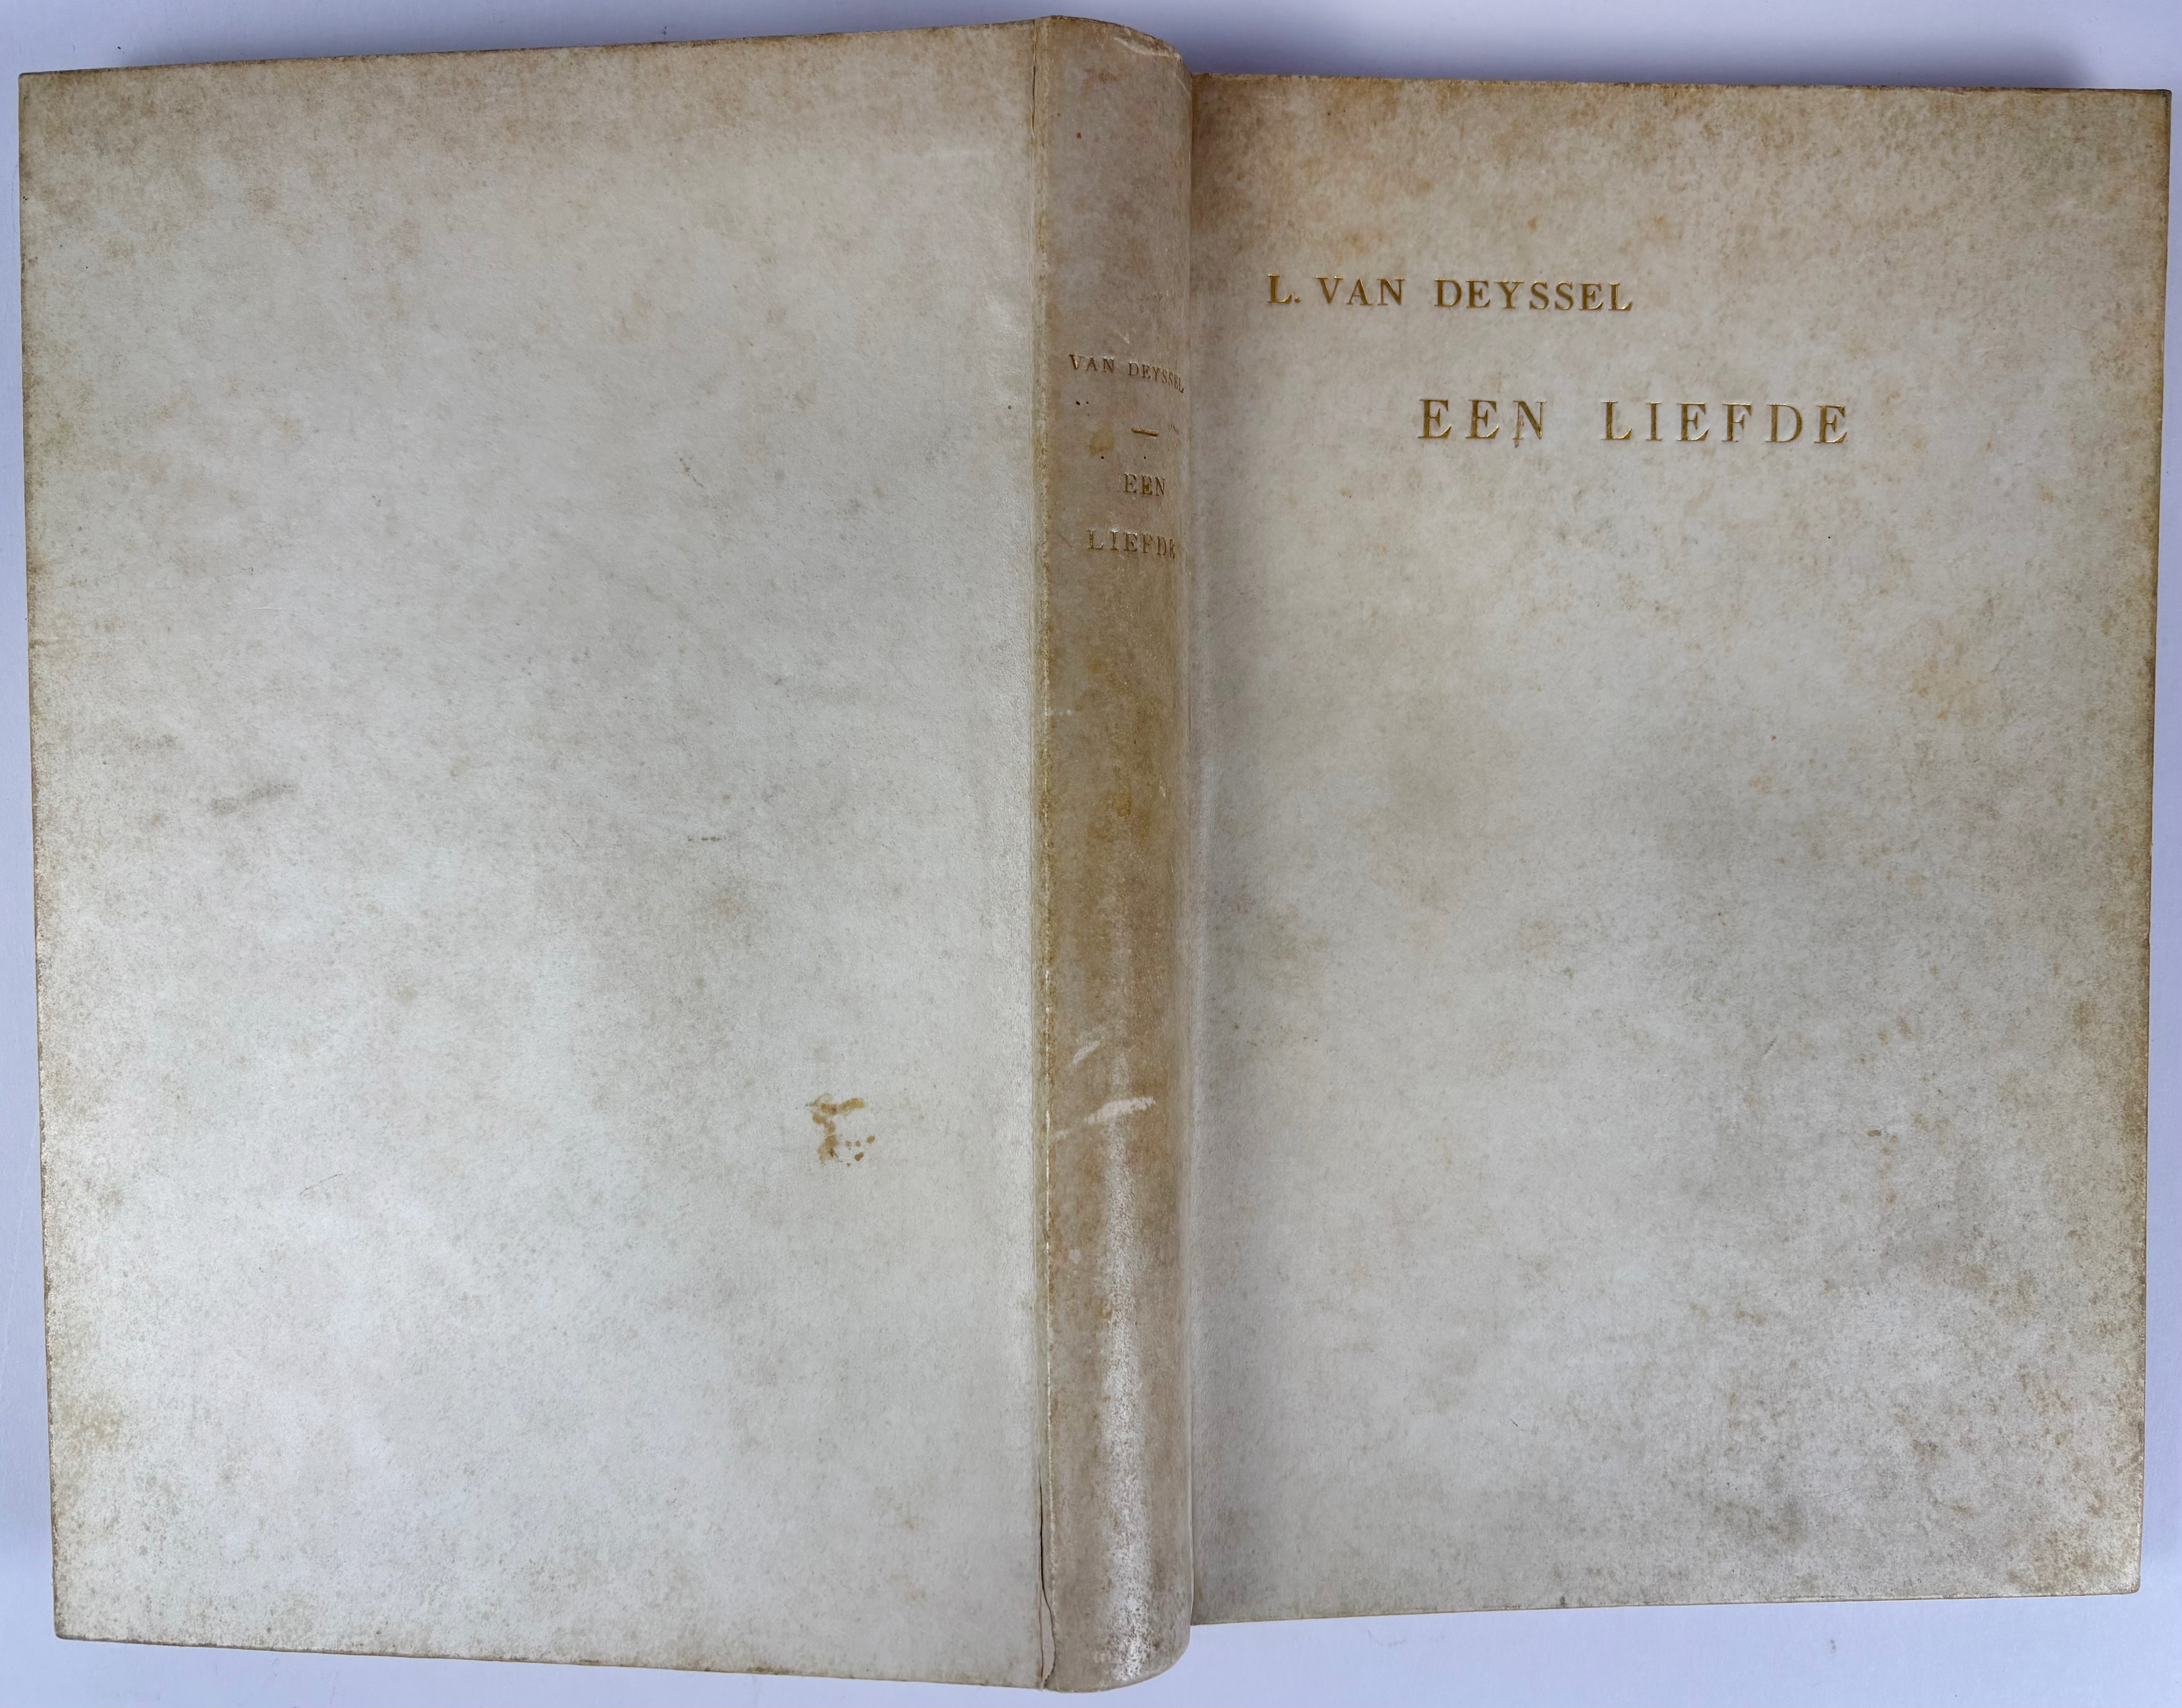 VAN DEYSSEL
EEN
LIEFDE
L. VAN DEYSSEL
EEN LIEFDE